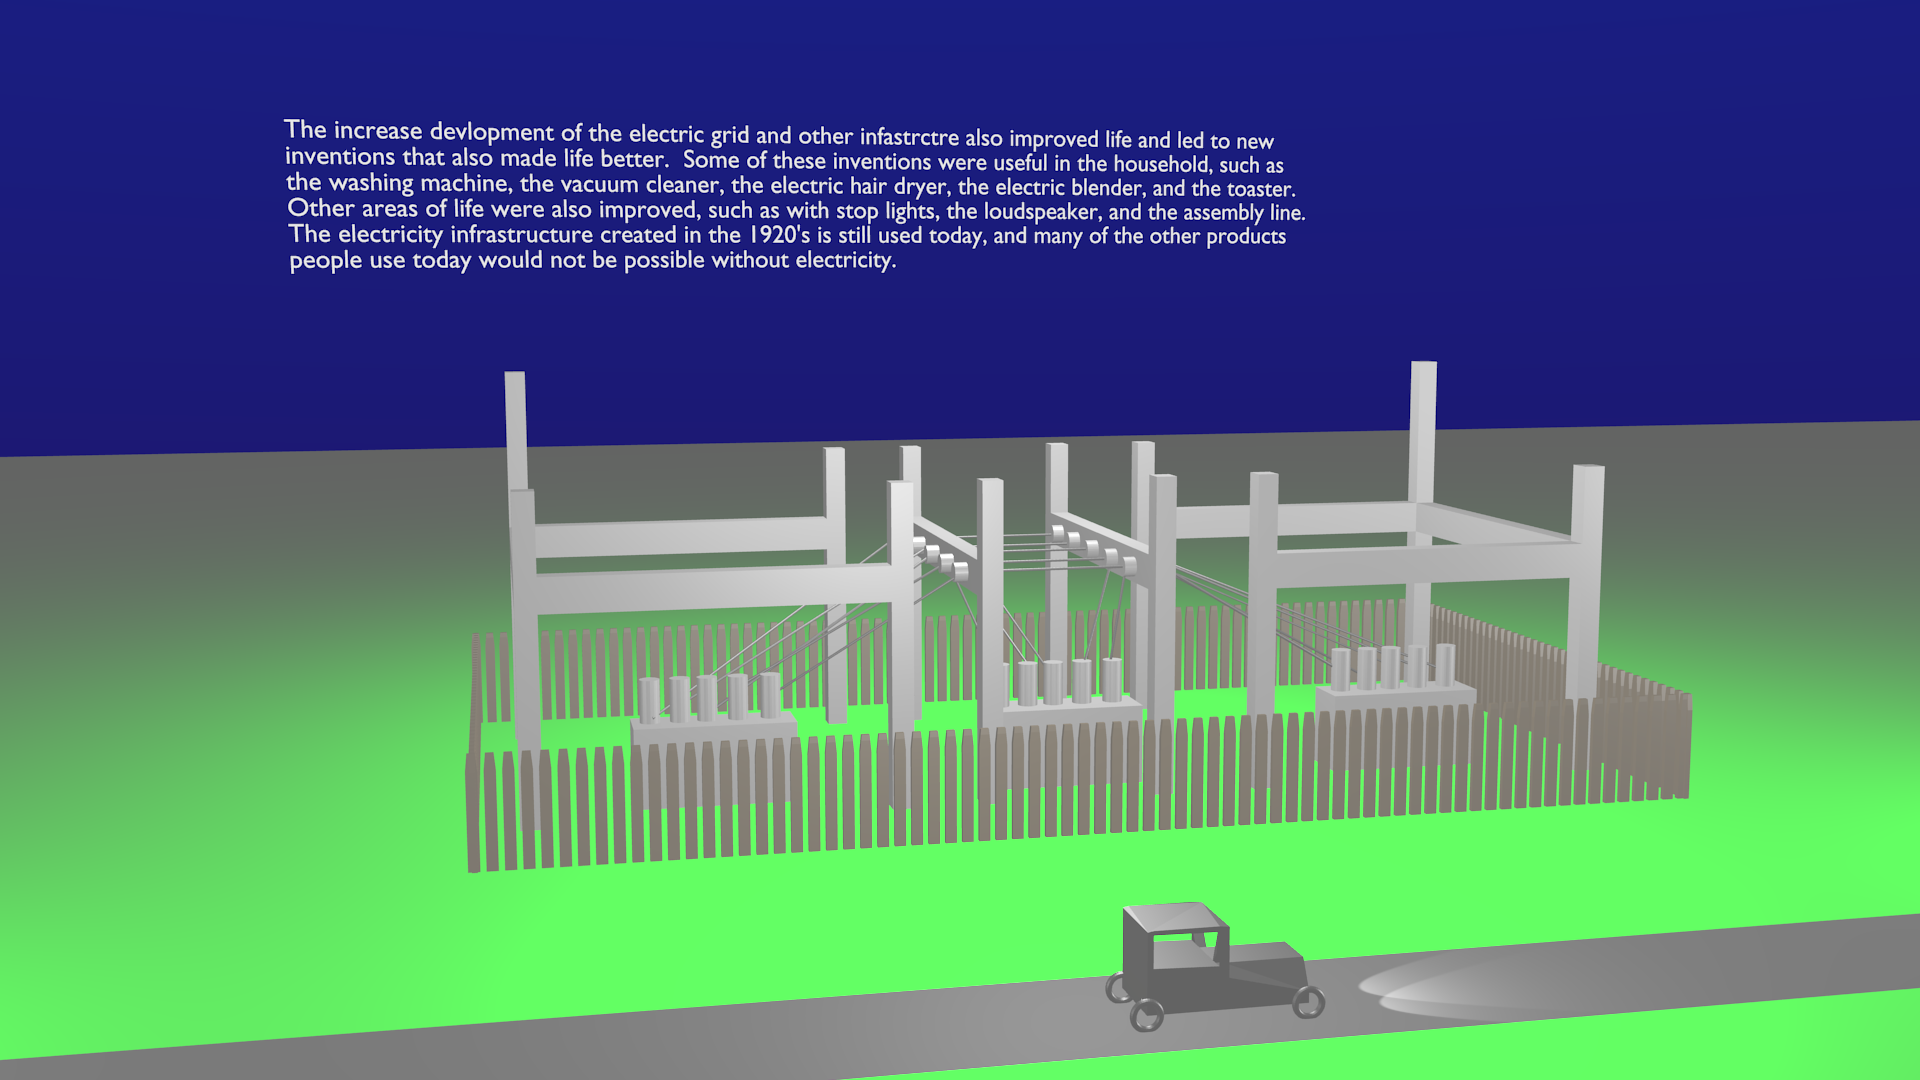 The increase devlopment of the electric grid and other infastrctre also improved life and led to new
inventions that also made life better.  Some of these inventions were useful in the household, such as
the washing machine, the vacuum cleaner, the electric hair dryer, the electric blender, and the toaster.
Other areas of life were also improved, such as with stop lights, the loudspeaker, and the assembly line.
The electricity infrastructure created in the 1920's is still used today, and many of the other products
people use today would not be possible without electricity.